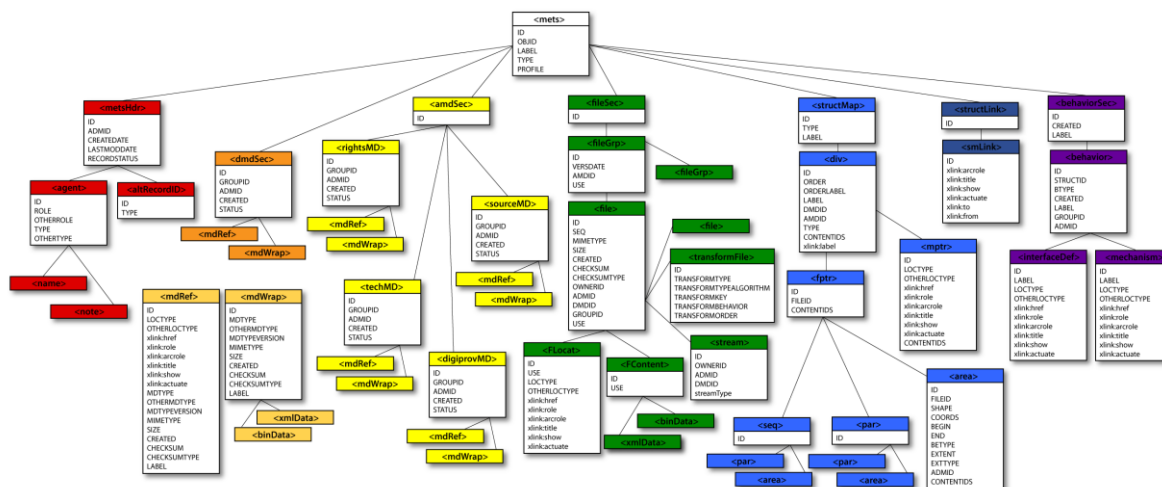 <mets>
ID
OBJID
LABEL
TYPE
PROFILE
<metsHdr>
ID
ADMID
CREATEDATE
LASTMODDATE
RECORDSTATUS
<agent>
ID
ROLE
OTHERROLE
TYPE
OTHERTYPE
<altRecordID>
ID
TYPE
<name>
<note>
<dmdSec>
ID
GROUPID
ADMID
CREATED
STATUS
<mdRef>
<mdWrap>
<mdRef>
ID
LOCTYPE
OTHERLOCTYPE
xlink:href
xlink:role
xlink:arcrole
xlink:title
xlink:show
xlink:actuate
MDTYPE
OTHERMDTYPE
MDTYPEVERSION
MIMETYPE
SIZE
CREATED
CHECKSUM
CHECKSUMTYPE
LABEL
<mdWrap>
ID
MDTYPE
OTHERMDTYPE
MDTYPEVERSION
MIMETYPE
SIZE
CREATED
CHECKSUM
CHECKSUMTYPE
LABEL
<xmlData>
<binData>
<amdSec>
ID
<rightsMD>
ID
GROUPID
ADMID
CREATED
STATUS
<mdRef>
<mdWrap>
<sourceMD>
ID
GROUPID
ADMID
CREATED
STATUS
<mdRef>
<mdWrap>
<techMD>
ID
GROUPID
ADMID
CREATED
STATUS
<mdRef>
<mdWrap>
<digiprovMD>
ID
GROUPID
ADMID
CREATED
STATUS
<mdRef>
<mdWrap>
<fileSec>
ID
<fileGrp>
ID
VERSDATE
AMDID
USE
<fileGrp>
<file>
ID
SEQ
MIMETYPE
SIZE
CREATED
CHECKSUM
CHECKSUMTYPE
OWNERID
ADMID
DMDID
GROUPID
USE
<file>
<transformFile>
ID
TRANSFORMTYPE
TRANSFORMTYPEALGORITHM
TRANSFORMKEY
TRANSFORMBEHAVIOR
TRANSFORMORDER
<stream>
ID
OWNERID
ADMID
DMDID
streamType
<FLocat>
ID
USE
LOCTYPE
OTHERLOCTYPE
xlink:href
xlink:role
xlink:arcrole
xlink:title
xlink:show
xlink:actuate
<FContent>
ID
USE
<binData>
<xmlData>
<structMap>
ID
TYPE
LABEL
<div>
ID
ORDER
ORDERLABEL
LABEL
DMDID
AMDID
TYPE
CONTENTIDS
xlink:label
<fptr>
ID
FILEID
CONTENTIDS
<mptr>
ID
LOCTYPE
OTHERLOCTYPE
xlink:href
xlink:role
xlink:arcrole
xlink:title
xlink:show
xlink:actuate
CONTENTIDS
<seq>
ID
<par>
<area>
<par>
ID
<par>
<area>
<area>
ID
FILEID
SHAPE
COORDS
BEGIN
END
BETYPE
EXTENT
EXTTYPE
ADMID
CONTENTIDS
<structLink>
ID
<smLink>
ID
xlink:arcrole
xlink:title
xlink:show
xlink:actuate
xlink:to
xlink:from
<behaviorSec>
ID
CREATED
LABEL
<behavior>
ID
STRUCTID
BTYPE
CREATED
LABEL
GROUPID
ADMID
<interfaceDef>
ID
LABEL
LOCTYPE
OTHERLOCTYPE
xlink:href
xlink:role
xlink:arcrole
xlink:title
xlink:show
xlink:actuate
<mechanism>
ID
LABEL
LOCTYPE
OTHERLOCTYPE
xlink:href
xlink:role
xlink:arcrole
xlink:title
xlink:show
xlink:actuate